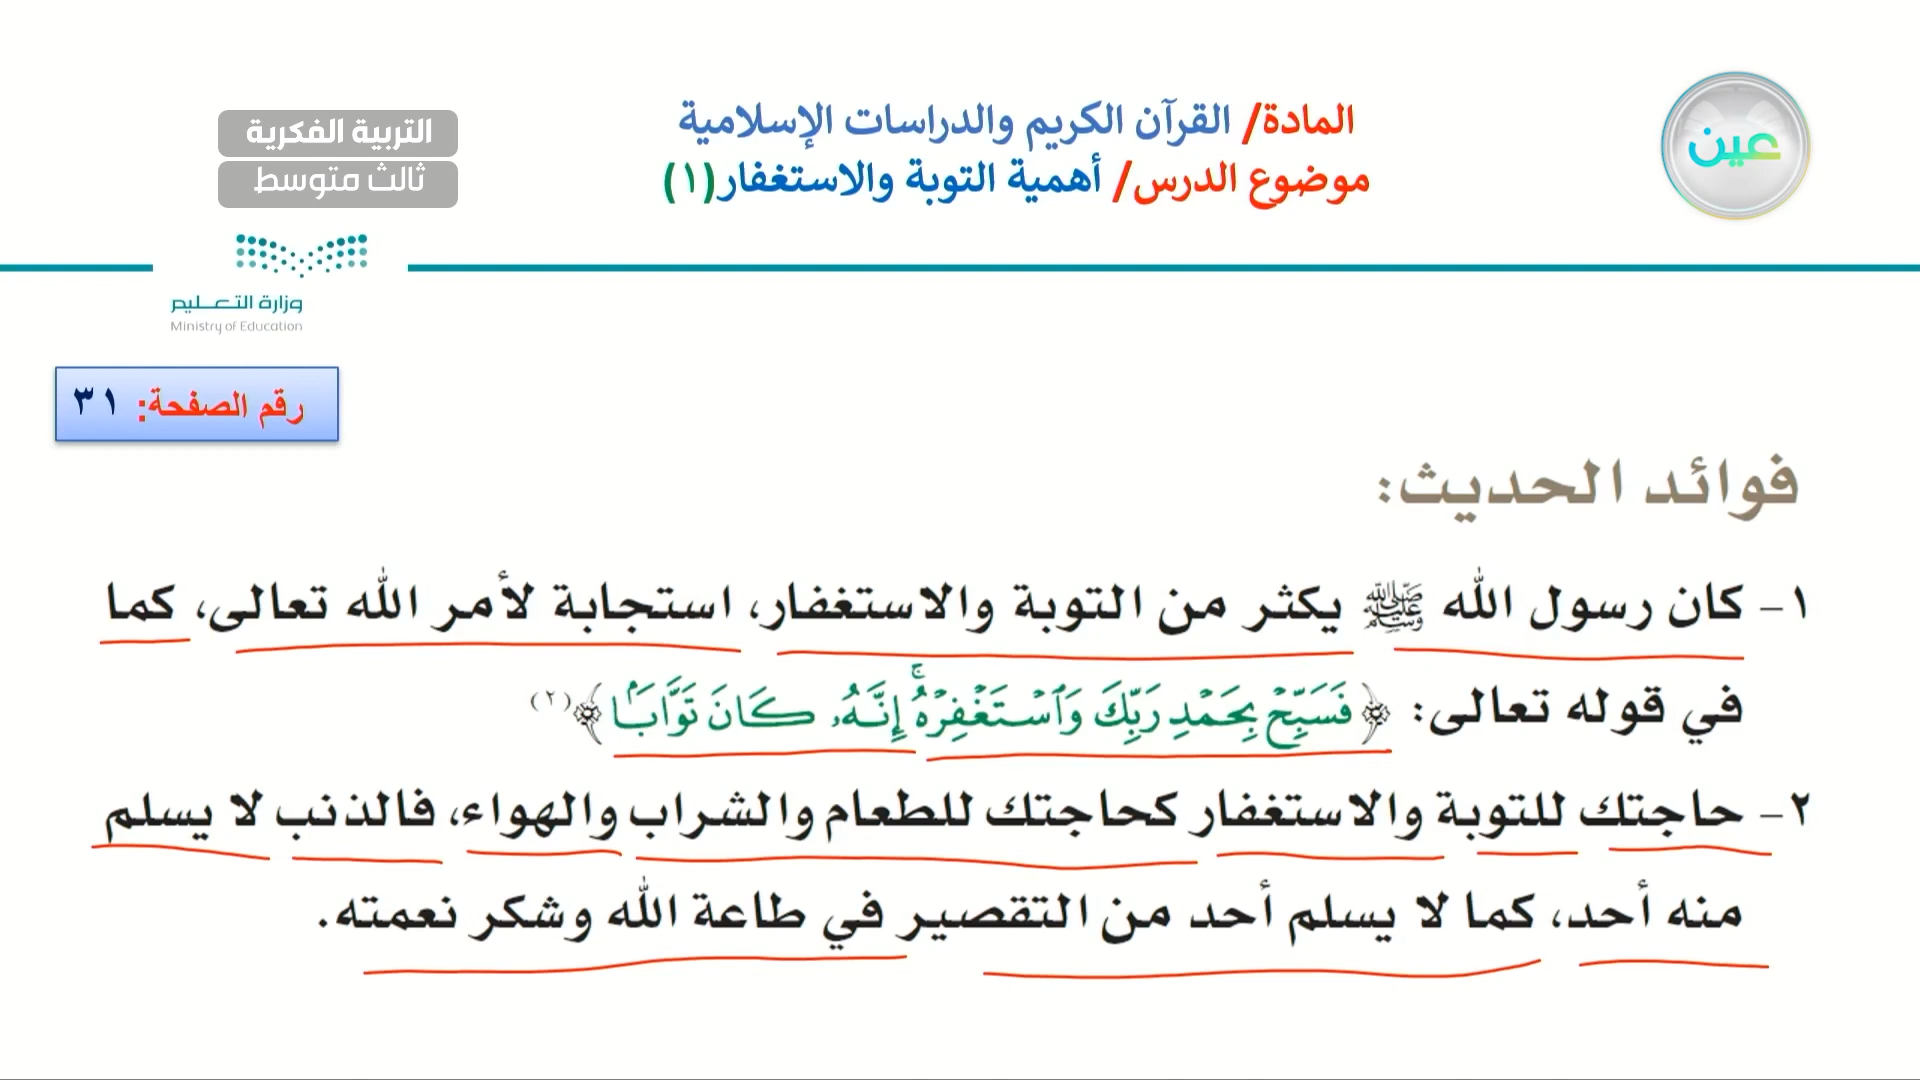 المادة/ القرآن الكريم والدراسات الإسلامية
موضوع الدرس/ أهمية التوبة والاستغفار(١)
عين
التربية الفكرية
ثالث متوسط
وزارة التعليم
Ministry of Education
رقم الصفحة: ٣١
فوائد الحديث:
١- كان رسول الله ﷺ يكثر من التوبة والاستغفار، استجابة لأمر الله تعالى، كما
في قوله تعالى: ﴿فَسَبِّحْ بِحَمْدِ رَبِّكَ وَٱسْتَغْفِرْهُ ۚ إِنَّهُۥ كَانَ تَوَّابًۢا﴾(٢)
٢- حاجتك للتوبة والاستغفار كحاجتك للطعام والشراب والهواء، فالذنب لا يسلم
منه أحد، كما لا يسلم أحد من التقصير في طاعة الله وشكر نعمته.